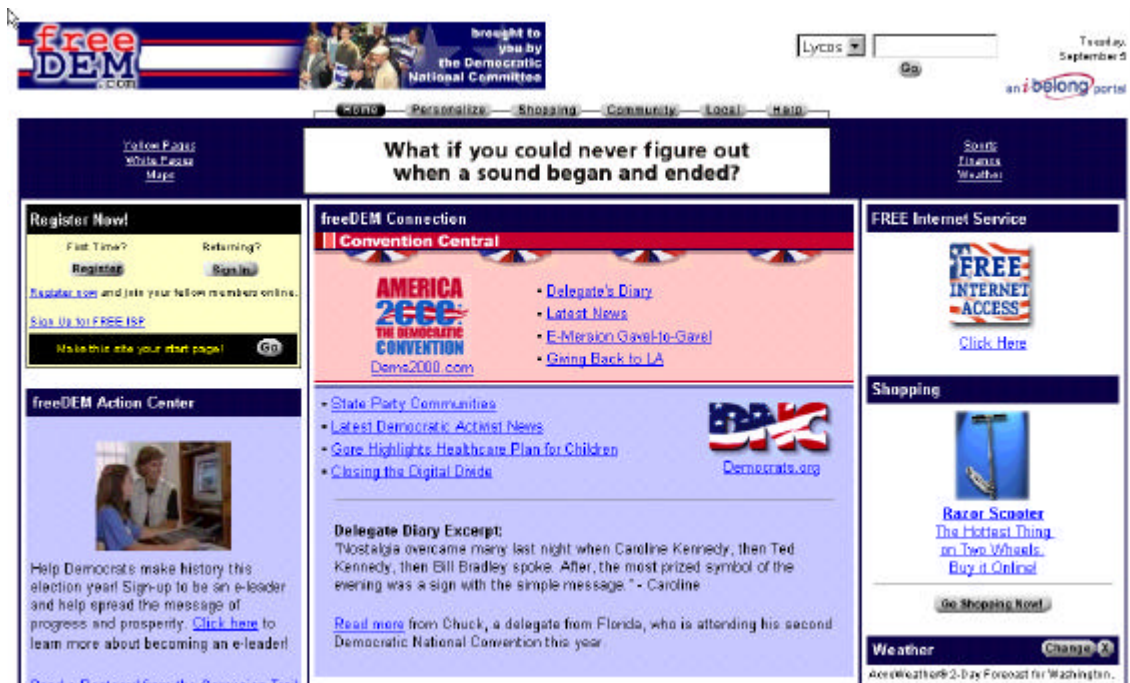 free
DEM
.com
brought to
you by
the Democratic
National Committee
Lycos
Go
Tuesday,
September 5
an i-belong portal
Home
Personalize
Shopping
Community
Local
Help
Yellow Pages
White Pages
Maps
What if you could never figure out
when a sound began and ended?
Sports
Finance
Weather
Register Now!
First Time?
Returning?
Register
Sign In
Register now and join your fellow members online.
Sign Up for FREE ISP
Make this site your start page!
Go
freeDEM Action Center
Help Democrats make history this
election year! Sign-up to be an e-leader
and help spread the message of
progress and prosperity. Click here to
learn more about becoming an e-leader!
freeDEM Connection
Convention Central
AMERICA
2000:
THE DEMOCRATIC
CONVENTION
Dems2000.com
• Delegate's Diary
• Latest News
• E-Mersion Gavel-to-Gavel
• Giving Back to LA
• State Party Communities
• Latest Democratic Activist News
• Gore Highlights Healthcare Plan for Children
• Closing the Digital Divide
DNC
Democrats.org
Delegate Diary Excerpt:
"Nostalgia overcame many last night when Caroline Kennedy, then Ted
Kennedy, then Bill Bradley spoke. After, the most prized symbol of the
evening was a sign with the simple message." - Caroline
Read more from Chuck, a delegate from Florida, who is attending his second
Democratic National Convention this year.
FREE Internet Service
FREE
INTERNET
ACCESS
Click Here
Shopping
Razor Scooter
The Hottest Thing
on Two Wheels.
Buy it Online!
Go Shopping Now!
Weather
Change
X
AccuWeather® 2-Day Forecast for Washington,